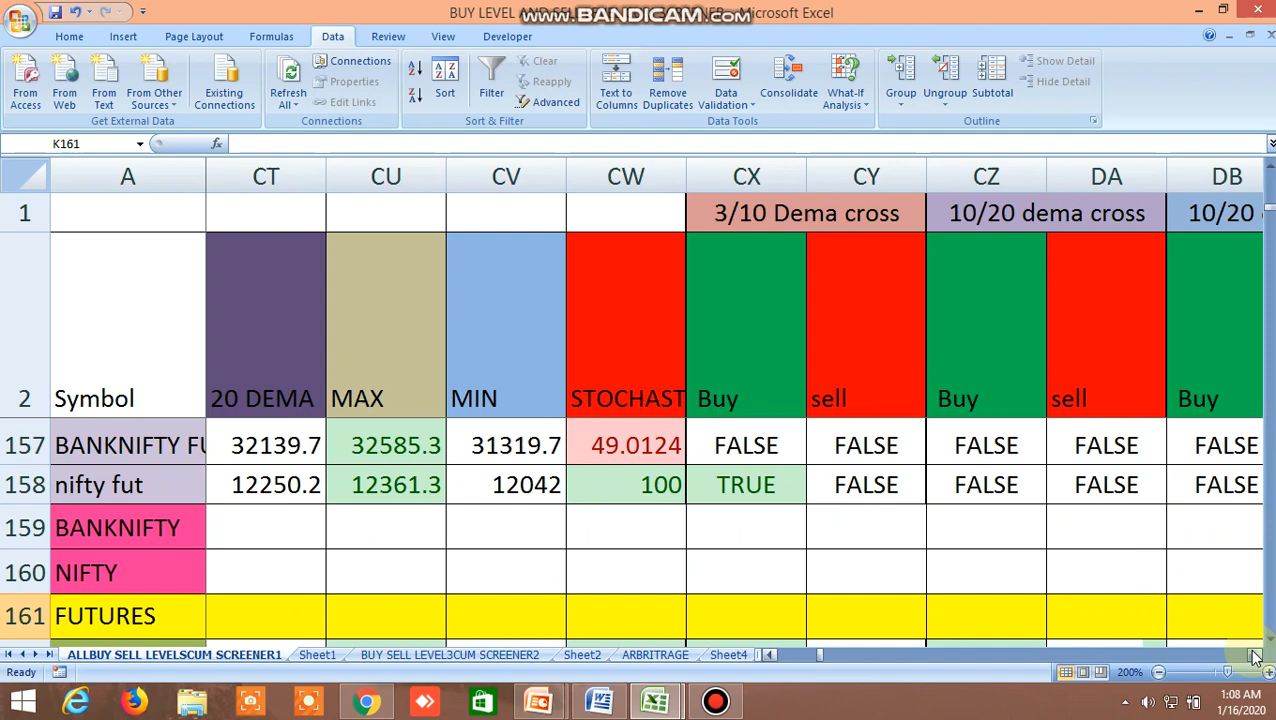 BUY LEVEL AND SEL
www.BANDICAM.com
- Microsoft Excel
Home Insert Page Layout Formulas Data Review View Developer
From Access
From Web
From Text
From Other Sources
Existing Connections
Get External Data
Refresh All
Connections
Properties
Edit Links
Connections
Sort
Filter
Clear
Reapply
Advanced
Sort & Filter
Text to Columns
Remove Duplicates
Data Validation
Consolidate
What-If Analysis
Data Tools
Group
Ungroup
Subtotal
Show Detail
Hide Detail
Outline
K161 fx
A CT CU CV CW CX CY CZ DA DB
1 3/10 Dema cross 10/20 dema cross 10/20
2 Symbol 20 DEMA MAX MIN STOCHAST Buy sell Buy sell Buy
157 BANKNIFTY FU 32139.7 32585.3 31319.7 49.0124 FALSE FALSE FALSE FALSE FALSE
158 nifty fut 12250.2 12361.3 12042 100 TRUE FALSE FALSE FALSE FALSE
159 BANKNIFTY
160 NIFTY
161 FUTURES
ALLBUY SELL LEVELSCUM SCREENER1 Sheet1 BUY SELL LEVEL3CUM SCREENER2 Sheet2 ARBRITRAGE Sheet4
Ready 200%
1:08 AM
1/16/2020